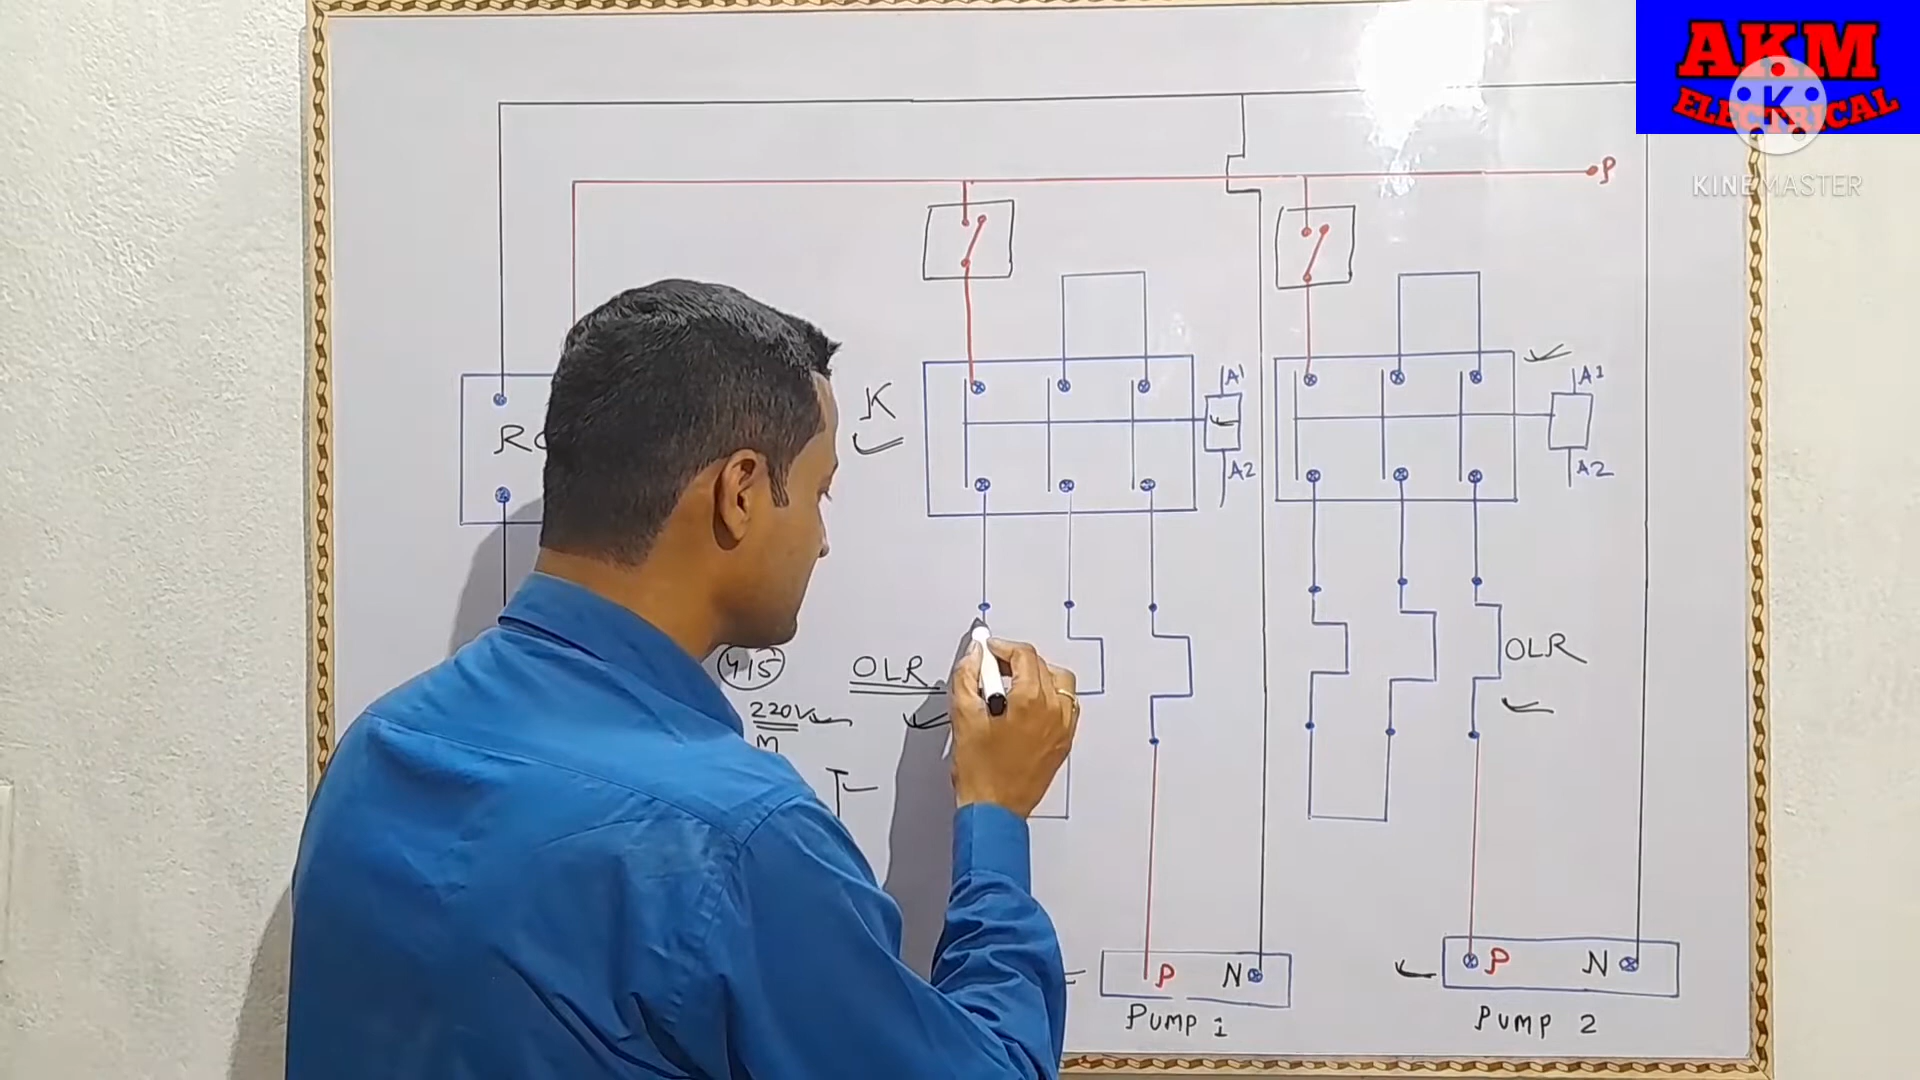 AKM
ELECTRICAL
K
KINEMASTER
P
K
A1
A1
A2
A2
415
OLR
OLR
220V
M
P N
P N
Pump 1
Pump 2